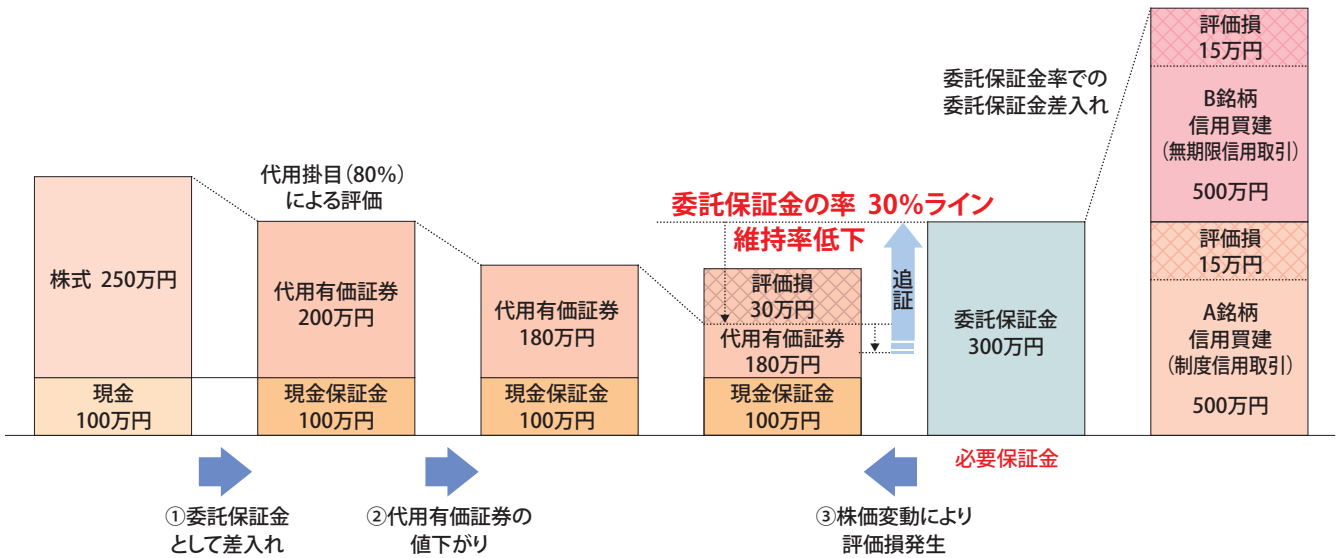 株式 250万円
現金
100万円
代用掛目（80%）
による評価
代用有価証券
200万円
現金保証金
100万円
代用有価証券
180万円
現金保証金
100万円
委託保証金の率 30%ライン
維持率低下
評価損
30万円
代用有価証券
180万円
現金保証金
100万円
追証
委託保証金
300万円
必要保証金
委託保証金率での
委託保証金差入れ
評価損
15万円
B銘柄
信用買建
（無期限信用取引）
500万円
評価損
15万円
A銘柄
信用買建
（制度信用取引）
500万円
①委託保証金
として差入れ
②代用有価証券の
値下がり
③株価変動により
評価損発生